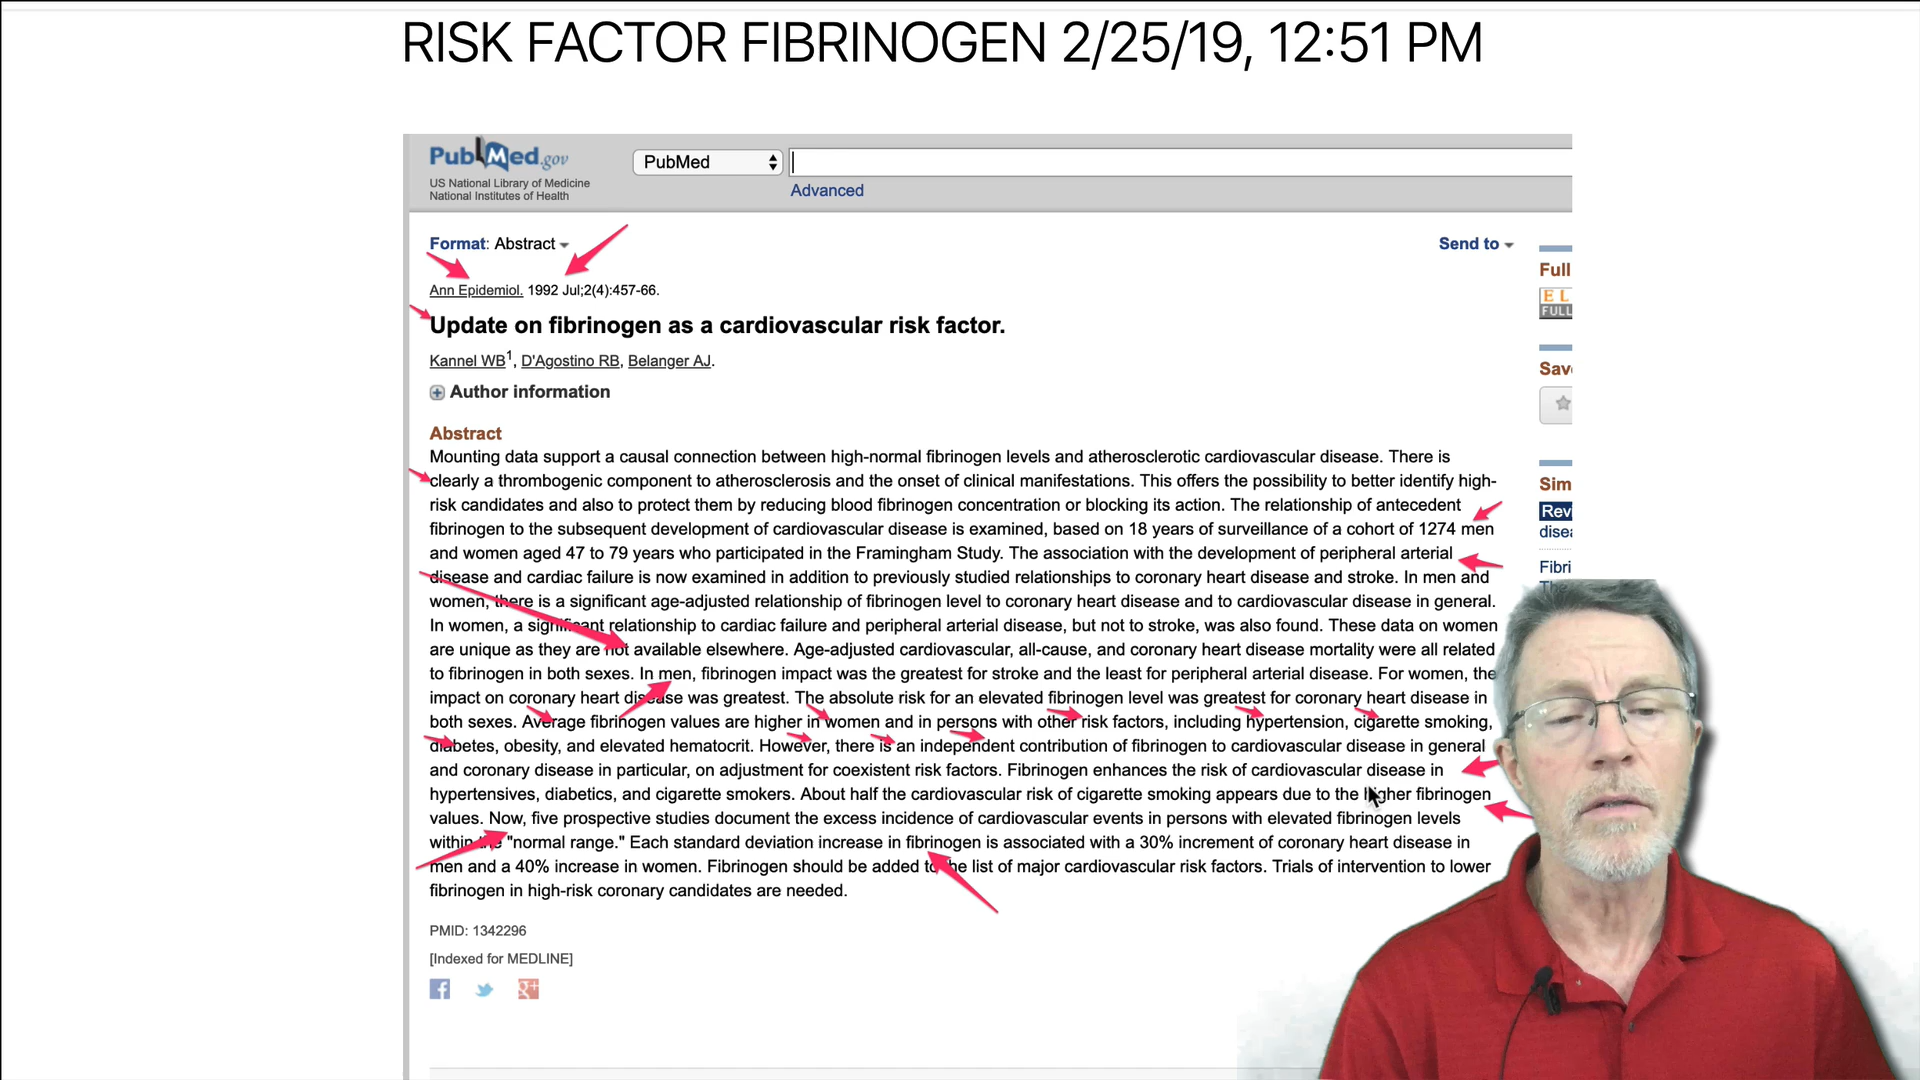 RISK FACTOR FIBRINOGEN 2/25/19, 12:51 PM
PubMed.gov
US National Library of Medicine
National Institutes of Health
PubMed
Advanced
Format: Abstract
Send to
Ann Epidemiol. 1992 Jul;2(4):457-66.
Update on fibrinogen as a cardiovascular risk factor.
Kannel WB1, D'Agostino RB, Belanger AJ.
Author information
Abstract
Mounting data support a causal connection between high-normal fibrinogen levels and atherosclerotic cardiovascular disease. There is
clearly a thrombogenic component to atherosclerosis and the onset of clinical manifestations. This offers the possibility to better identify high-
risk candidates and also to protect them by reducing blood fibrinogen concentration or blocking its action. The relationship of antecedent
fibrinogen to the subsequent development of cardiovascular disease is examined, based on 18 years of surveillance of a cohort of 1274 men
and women aged 47 to 79 years who participated in the Framingham Study. The association with the development of peripheral arterial
disease and cardiac failure is now examined in addition to previously studied relationships to coronary heart disease and stroke. In men and
women, there is a significant age-adjusted relationship of fibrinogen level to coronary heart disease and to cardiovascular disease in general.
In women, a significant relationship to cardiac failure and peripheral arterial disease, but not to stroke, was also found. These data on women
are unique as they are not available elsewhere. Age-adjusted cardiovascular, all-cause, and coronary heart disease mortality were all related
to fibrinogen in both sexes. In men, fibrinogen impact was the greatest for stroke and the least for peripheral arterial disease. For women, the
impact on coronary heart disease was greatest. The absolute risk for an elevated fibrinogen level was greatest for coronary heart disease in
both sexes. Average fibrinogen values are higher in women and in persons with other risk factors, including hypertension, cigarette smoking,
diabetes, obesity, and elevated hematocrit. However, there is an independent contribution of fibrinogen to cardiovascular disease in general
and coronary disease in particular, on adjustment for coexistent risk factors. Fibrinogen enhances the risk of cardiovascular disease in
hypertensives, diabetics, and cigarette smokers. About half the cardiovascular risk of cigarette smoking appears due to the higher fibrinogen
values. Now, five prospective studies document the excess incidence of cardiovascular events in persons with elevated fibrinogen levels
within the "normal range." Each standard deviation increase in fibrinogen is associated with a 30% increment of coronary heart disease in
men and a 40% increase in women. Fibrinogen should be added to the list of major cardiovascular risk factors. Trials of intervention to lower
fibrinogen in high-risk coronary candidates are needed.
PMID: 1342296
[Indexed for MEDLINE]
Full
EL
FULL
Sav
Sim
Rev
disea
Fibri
The